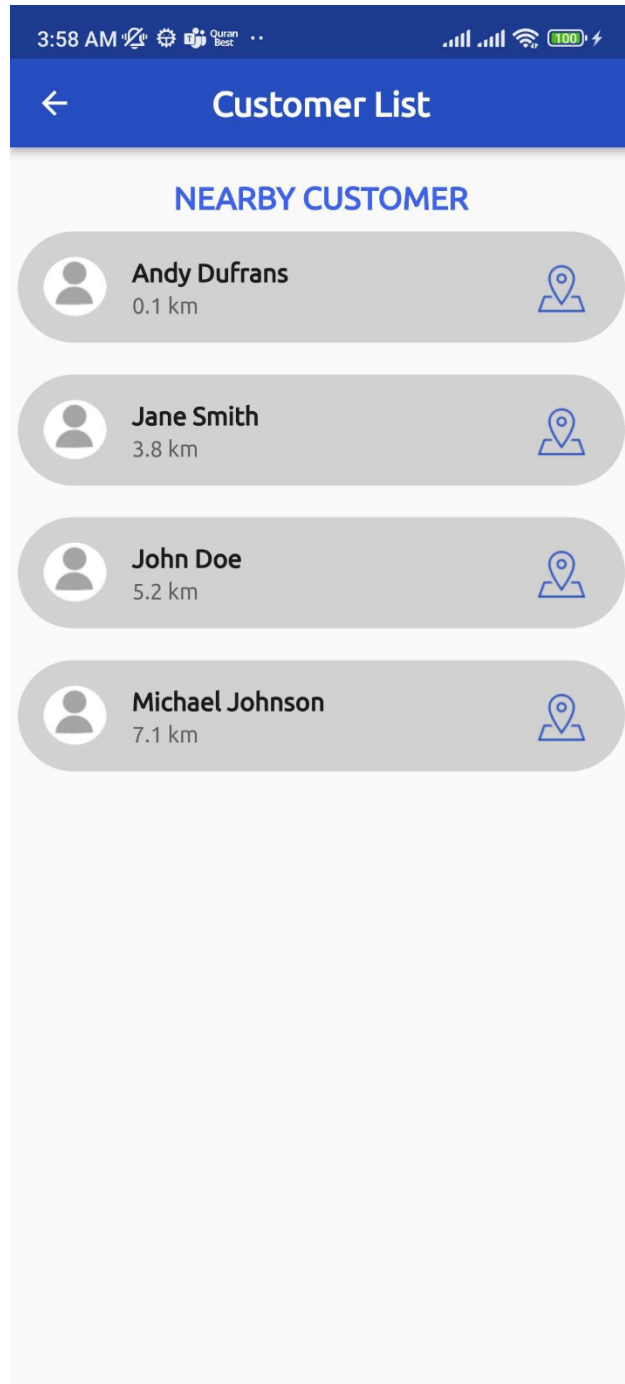 3:58 AM Quran Best 100
Customer List
NEARBY CUSTOMER
Andy Dufrans
0.1 km
Jane Smith
3.8 km
John Doe
5.2 km
Michael Johnson
7.1 km